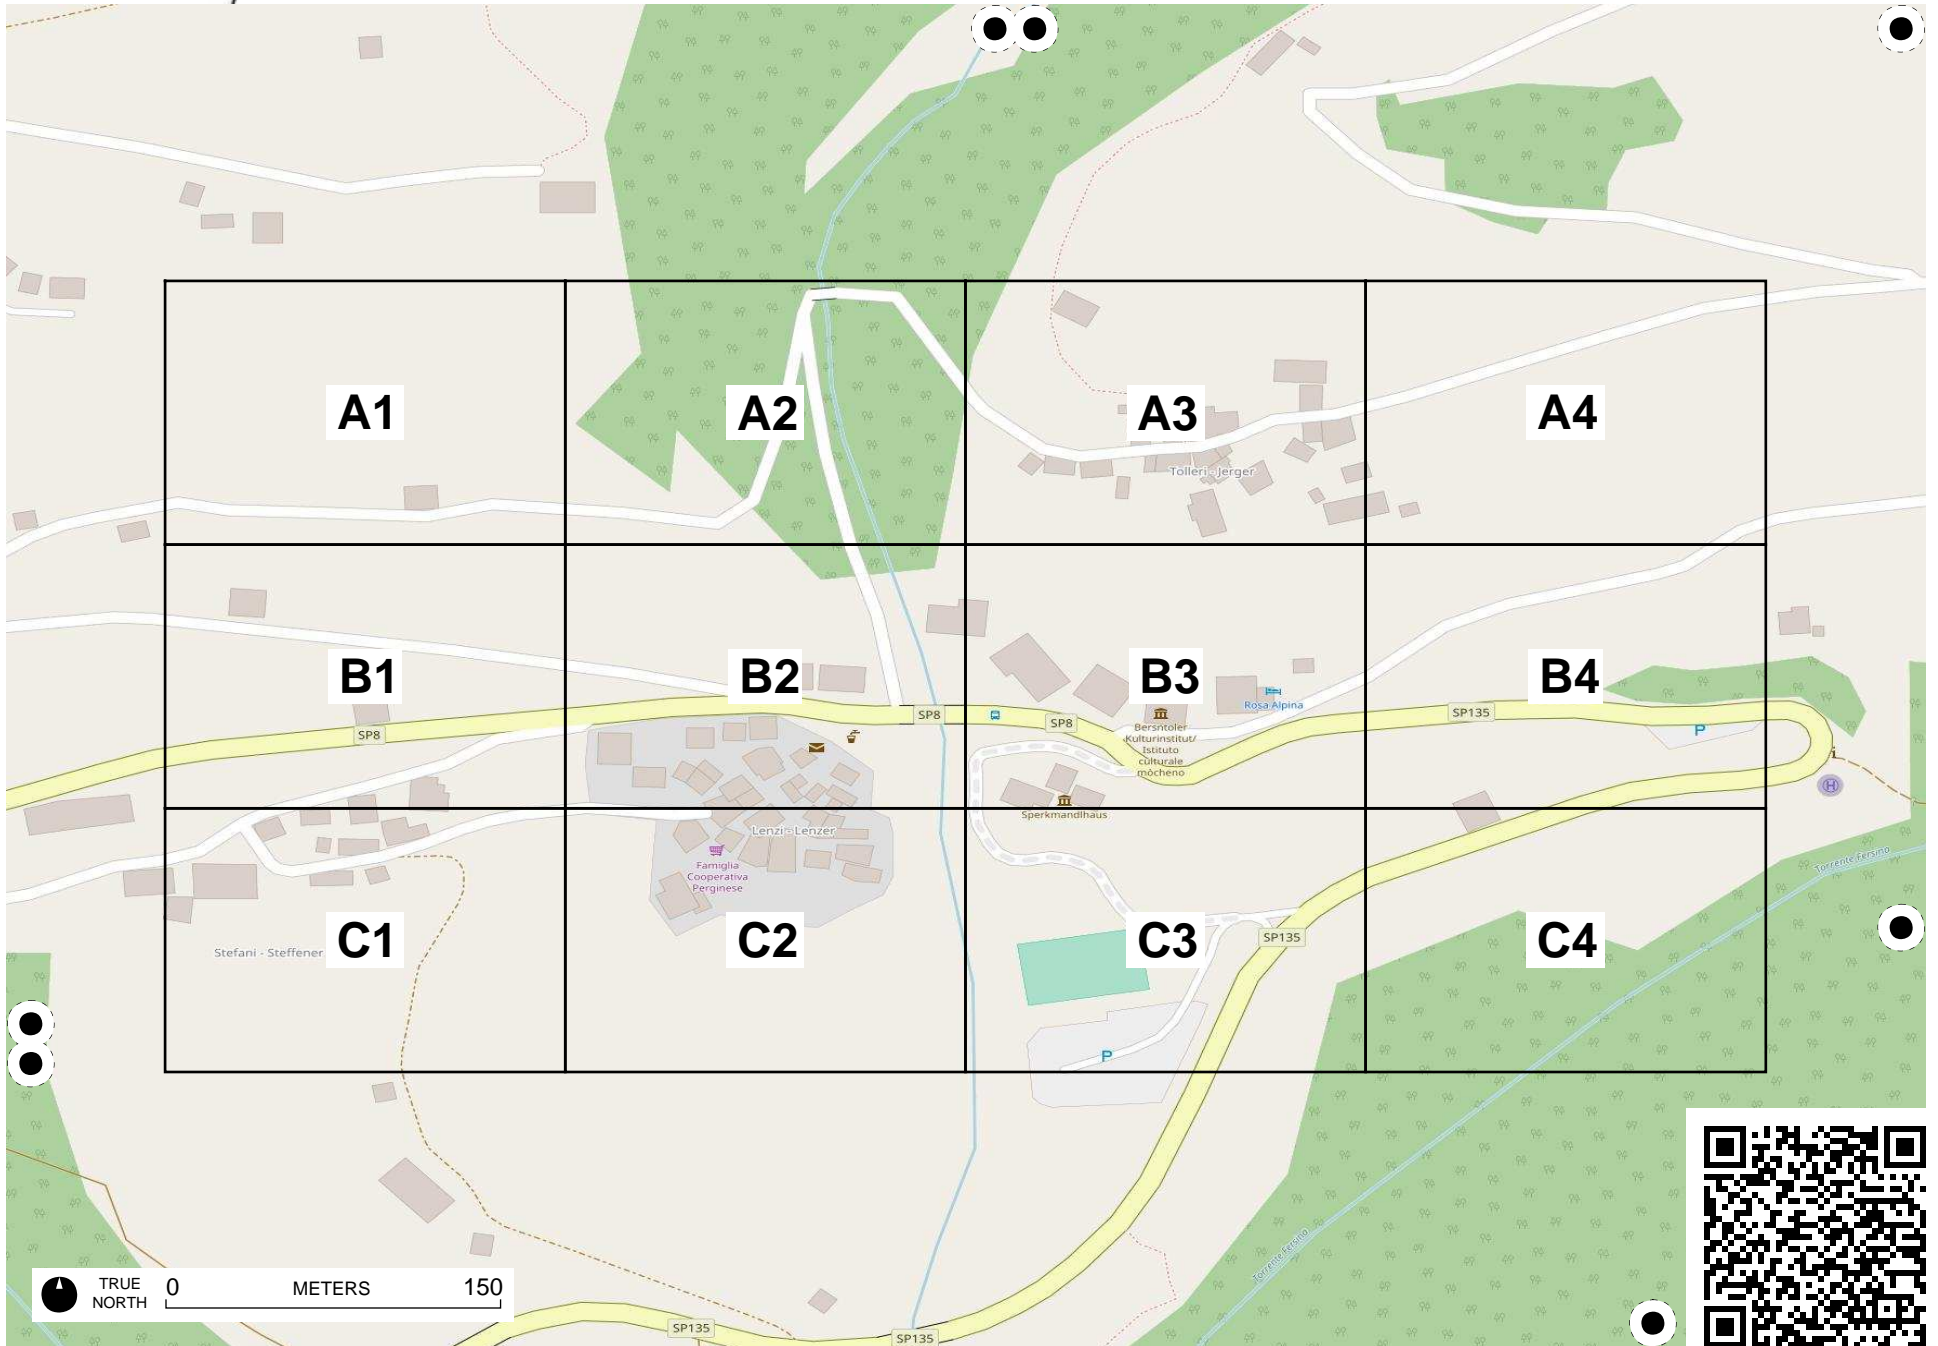 A1
A2
A3
A4
Tolleri - Jerger
B1
B2
B3
B4
Rosa Alpina
SP8
SP8
SP8
SP135
P
Bersntoler
Kulturinstitut/
Istituto
culturale
mòcheno
i
H
Sperkmandlhaus
Lenzi - Lenzer
Famiglia
Cooperativa
Perginese
Torrente Fersina
C1
C2
C3
C4
Stefani - Steffener
SP135
P
Torrente Fersina
TRUE
NORTH
0 METERS 150
SP135
SP135